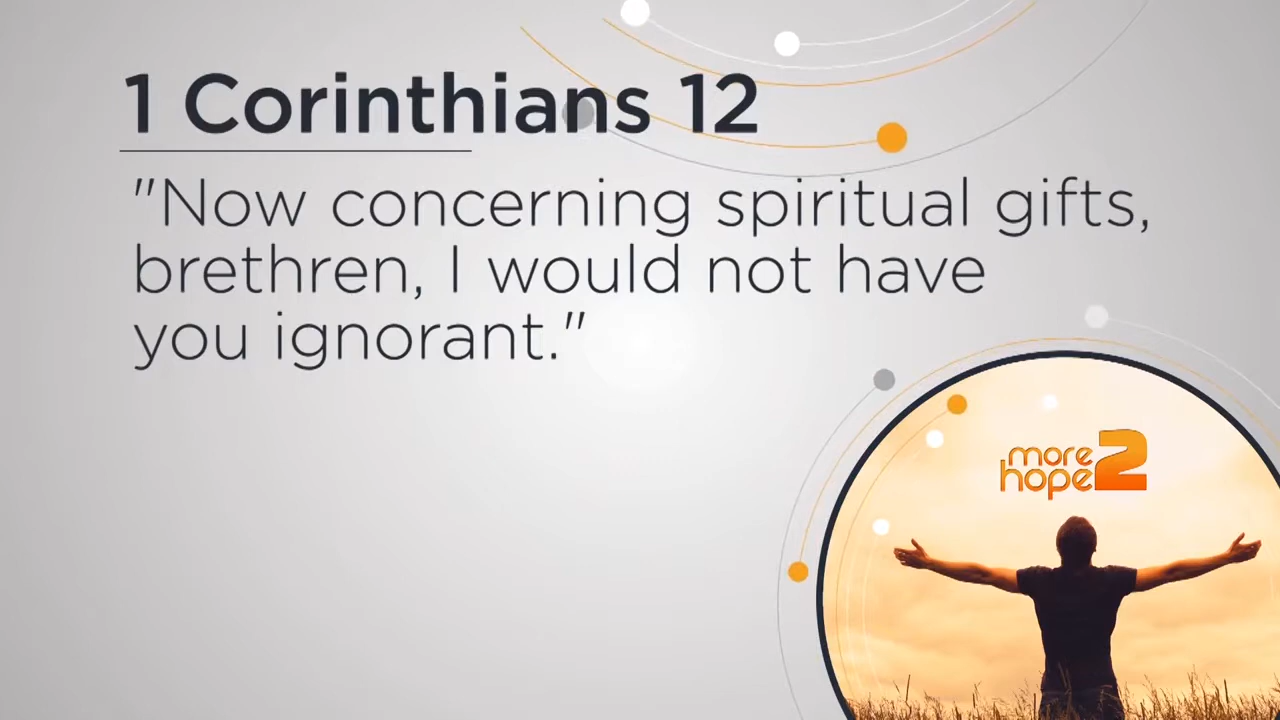 1 Corinthians 12
"Now concerning spiritual gifts,
brethren, I would not have
you ignorant."
more
hope2